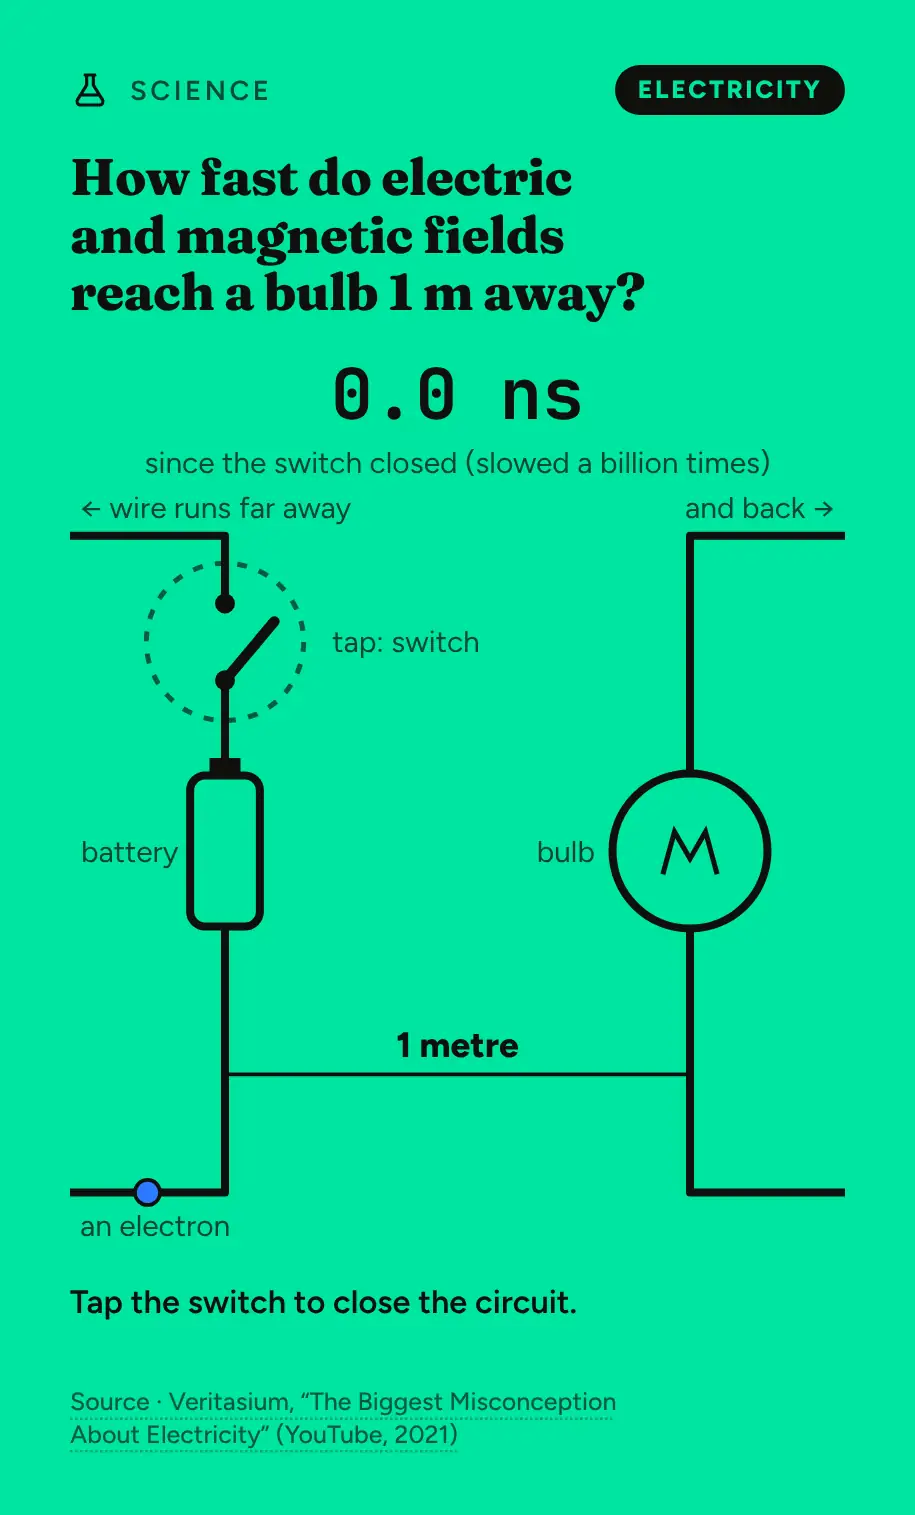 SCIENCE
ELECTRICITY
How fast do electric
and magnetic fields
reach a bulb 1 m away?
0.0 ns
since the switch closed (slowed a billion times)
← wire runs far away
and back →
tap: switch
battery
bulb
1 metre
an electron
Tap the switch to close the circuit.
Source · Veritasium, “The Biggest Misconception
About Electricity” (YouTube, 2021)